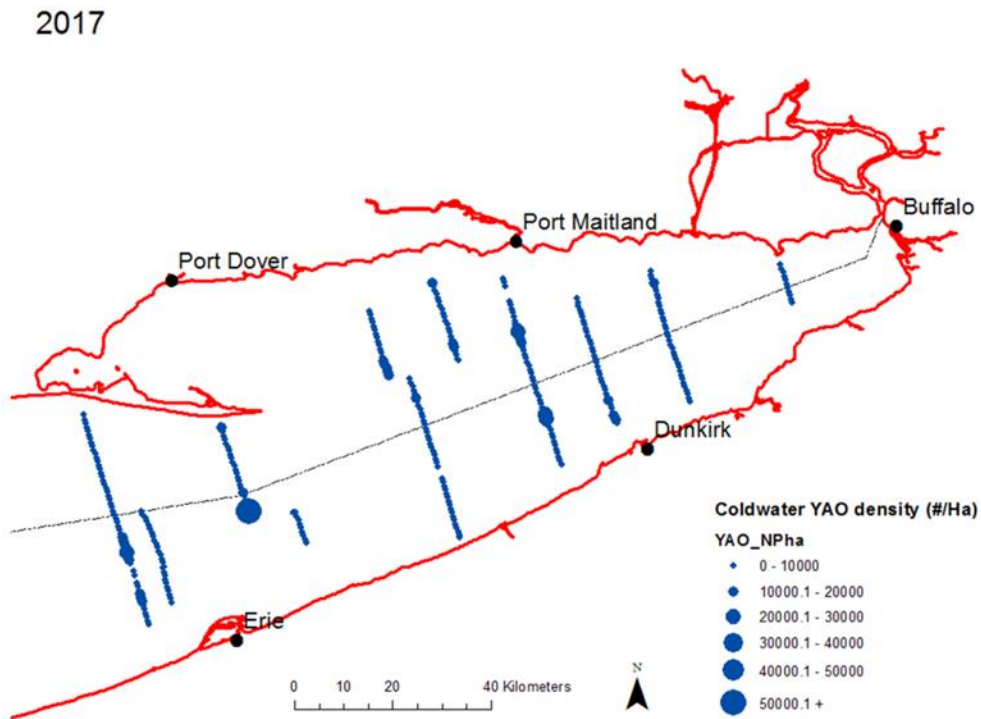 2017
Buffalo
Port Maitland
Port Dover
Dunkirk
Erie
Coldwater YAO density (#/Ha)
YAO_NPha
0 - 10000
10000.1 - 20000
20000.1 - 30000
30000.1 - 40000
40000.1 - 50000
50000.1 +
N
0 10 20 40 Kilometers